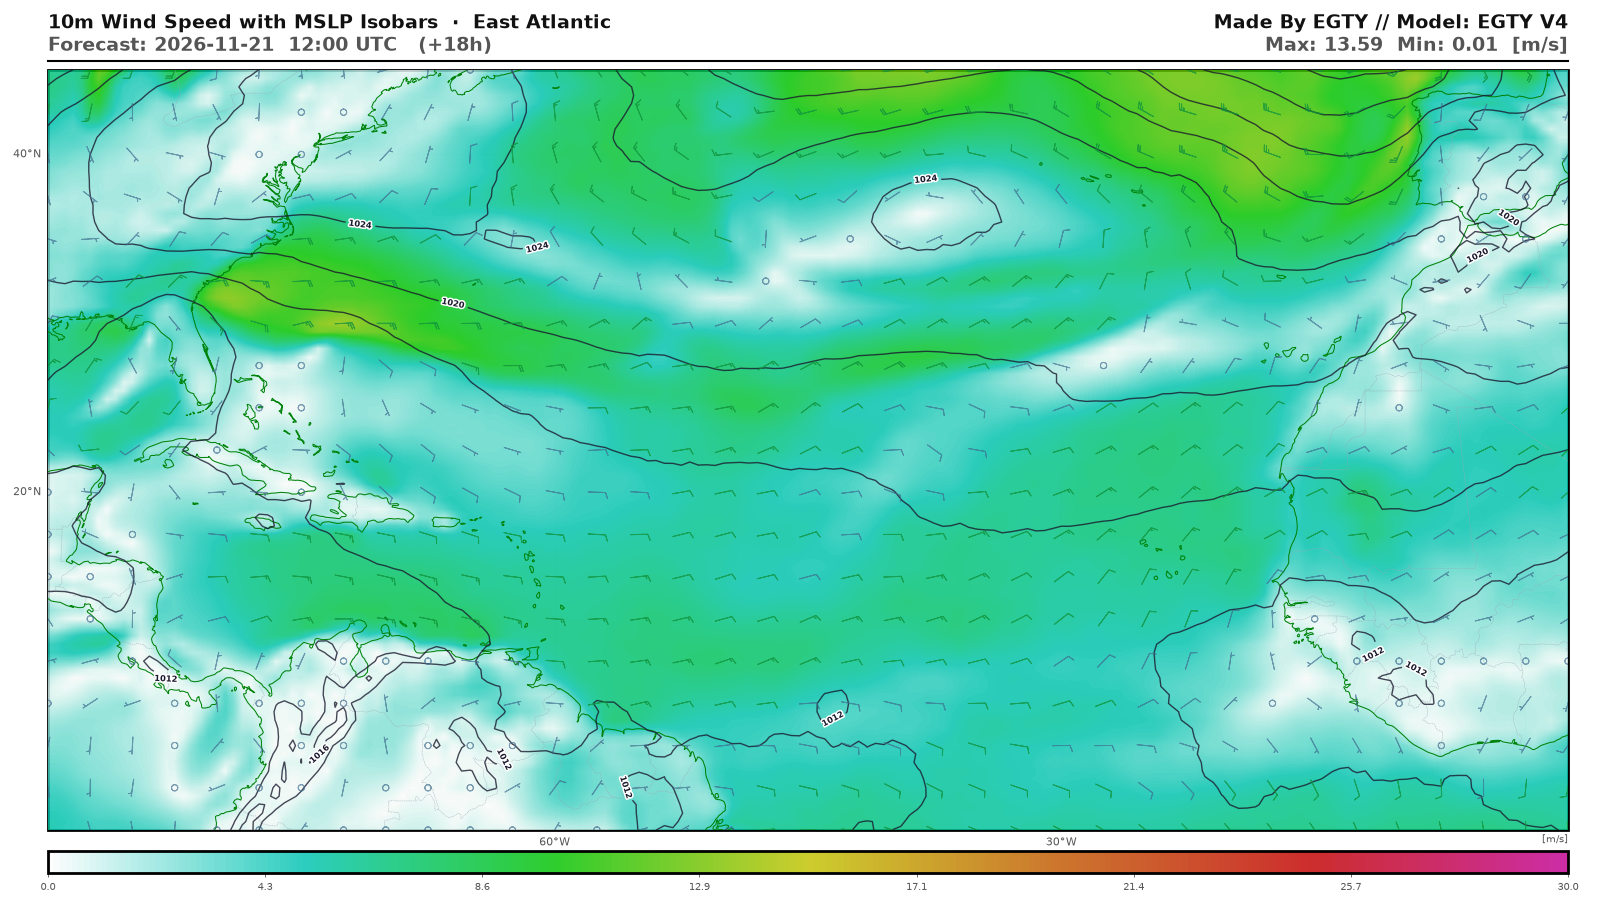 10m Wind Speed with MSLP Isobars · East Atlantic
Made By EGTY // Model: EGTY V4
Forecast: 2026-11-21 12:00 UTC (+18h)
Max: 13.59 Min: 0.01 [m/s]
40°N
1024
1024
1020
1024
1020
1020
20°N
1012
1012
1012
1012
1016
1012
1012
60°W
30°W
[m/s]
0.0 4.3 8.6 12.9 17.1 21.4 25.7 30.0